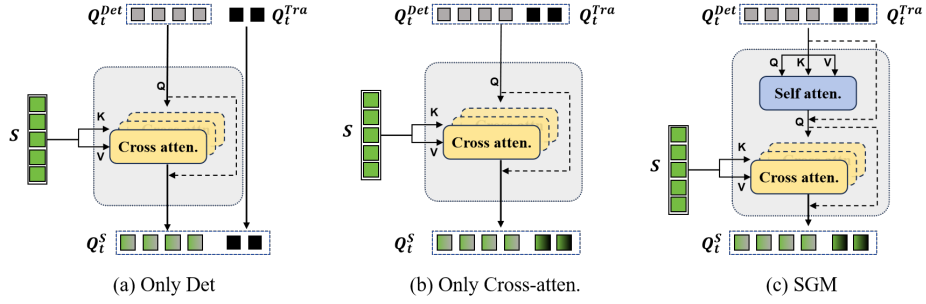 Q_t^Det Q_t^Tra
Q
S
K
V
Cross atten.
Q_t^S
(a) Only Det
Q_t^Det Q_t^Tra
Q
S
K
V
Cross atten.
Q_t^S
(b) Only Cross-atten.
Q_t^Det Q_t^Tra
Q K V
Self atten.
Q
S
K
V
Cross atten.
Q_t^S
(c) SGM